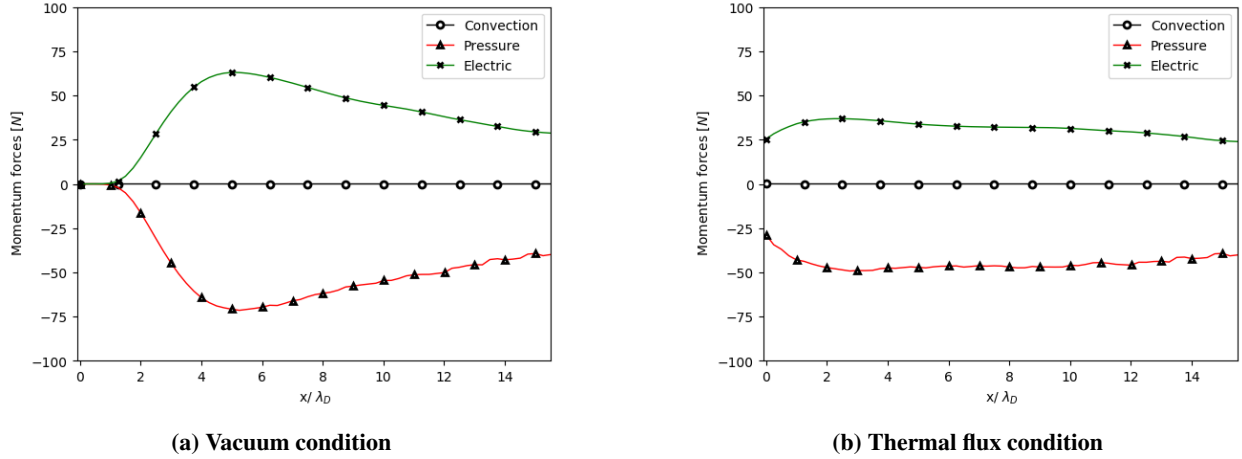 100
75
50
25
0
−25
−50
−75
−100
Momentum forces [N]
Convection
Pressure
Electric
0 2 4 6 8 10 12 14
x/ λD
(a) Vacuum condition
100
75
50
25
0
−25
−50
−75
−100
Momentum forces [N]
Convection
Pressure
Electric
0 2 4 6 8 10 12 14
x/ λD
(b) Thermal flux condition